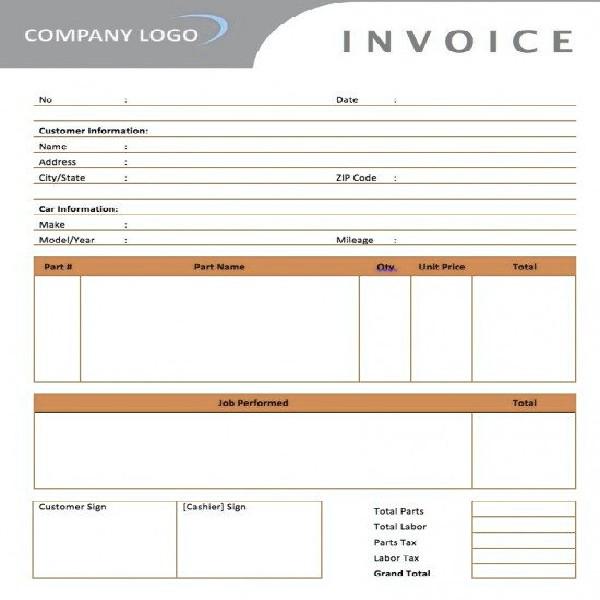 COMPANY LOGO INVOICE
No : Date :
Customer Information:
Name :
Address :
City/State : ZIP Code :
Car Information:
Make :
Model/Year : Mileage :
Part # Part Name Qty Unit Price Total
Job Performed Total
Customer Sign [Cashier] Sign
Total Parts
Total Labor
Parts Tax
Labor Tax
Grand Total